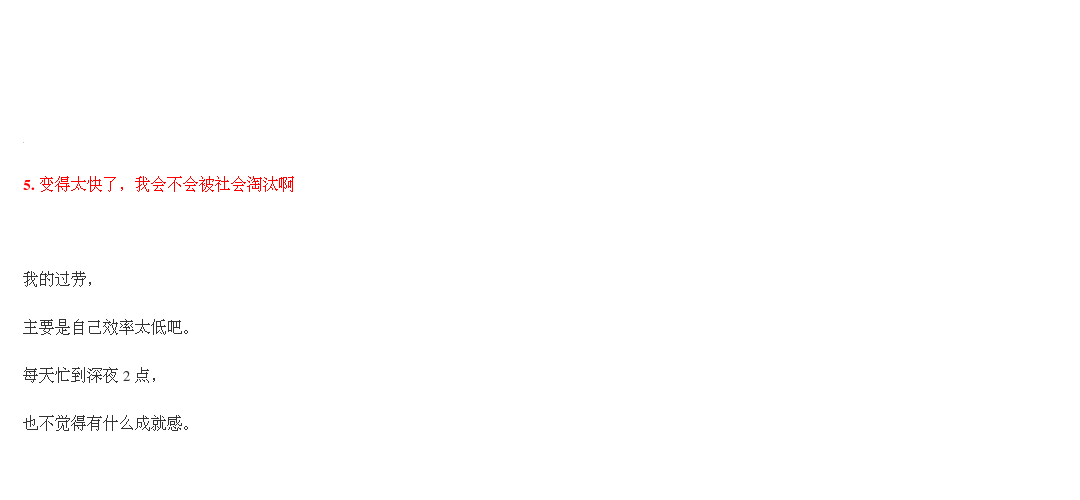 5. 变得太快了，我会不会被社会淘汰啊
我的过劳，
主要是自己效率太低吧。
每天忙到深夜 2 点，
也不觉得有什么成就感。